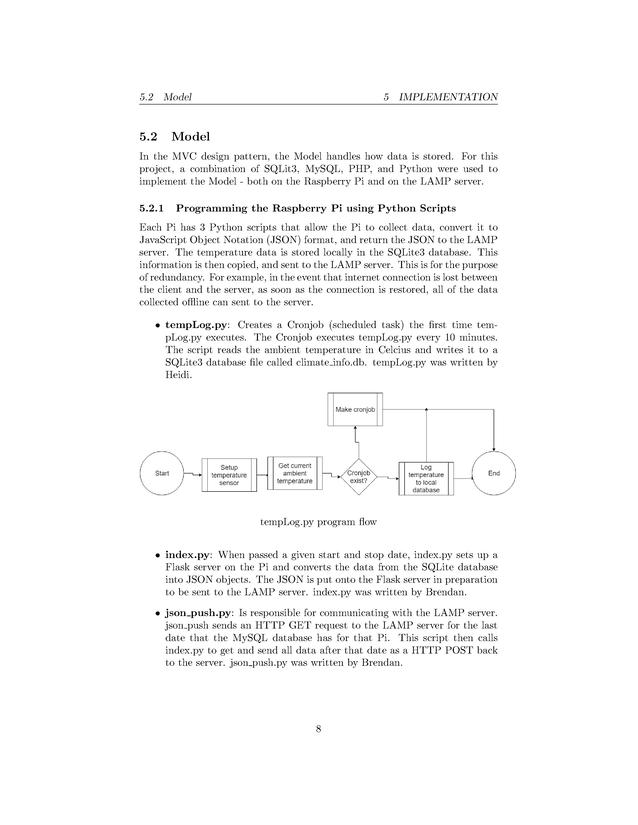 5.2 Model 5 IMPLEMENTATION
5.2 Model
In the MVC design pattern, the Model handles how data is stored. For this
project, a combination of SQLit3, MySQL, PHP, and Python were used to
implement the Model - both on the Raspberry Pi and on the LAMP server.
5.2.1 Programming the Raspberry Pi using Python Scripts
Each Pi has 3 Python scripts that allow the Pi to collect data, convert it to
JavaScript Object Notation (JSON) format, and return the JSON to the LAMP
server. The temperature data is stored locally in the SQLite3 database. This
information is then copied, and sent to the LAMP server. This is for the purpose
of redundancy. For example, in the event that internet connection is lost between
the client and the server, as soon as the connection is restored, all of the data
collected offline can sent to the server.
• tempLog.py: Creates a Cronjob (scheduled task) the first time tem-
pLog.py executes. The Cronjob executes tempLog.py every 10 minutes.
The script reads the ambient temperature in Celcius and writes it to a
SQLite3 database file called climate_info.db. tempLog.py was written by
Heidi.
Make cronjob
Start
Setup
temperature
sensor
Get current
ambient
temperature
Cronjob
exist?
Log
temperature
to local
database
End
tempLog.py program flow
• index.py: When passed a given start and stop date, index.py sets up a
Flask server on the Pi and converts the data from the SQLite database
into JSON objects. The JSON is put onto the Flask server in preparation
to be sent to the LAMP server. index.py was written by Brendan.
• json_push.py: Is responsible for communicating with the LAMP server.
json_push sends an HTTP GET request to the LAMP server for the last
date that the MySQL database has for that Pi. This script then calls
index.py to get and send all data after that date as a HTTP POST back
to the server. json_push.py was written by Brendan.
8